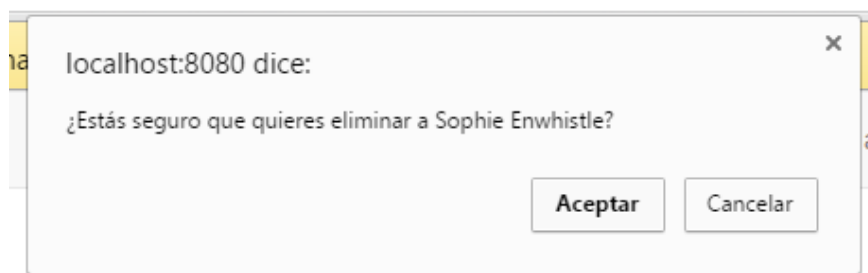 localhost:8080 dice:
¿Estás seguro que quieres eliminar a Sophie Enwhistle?
Aceptar Cancelar